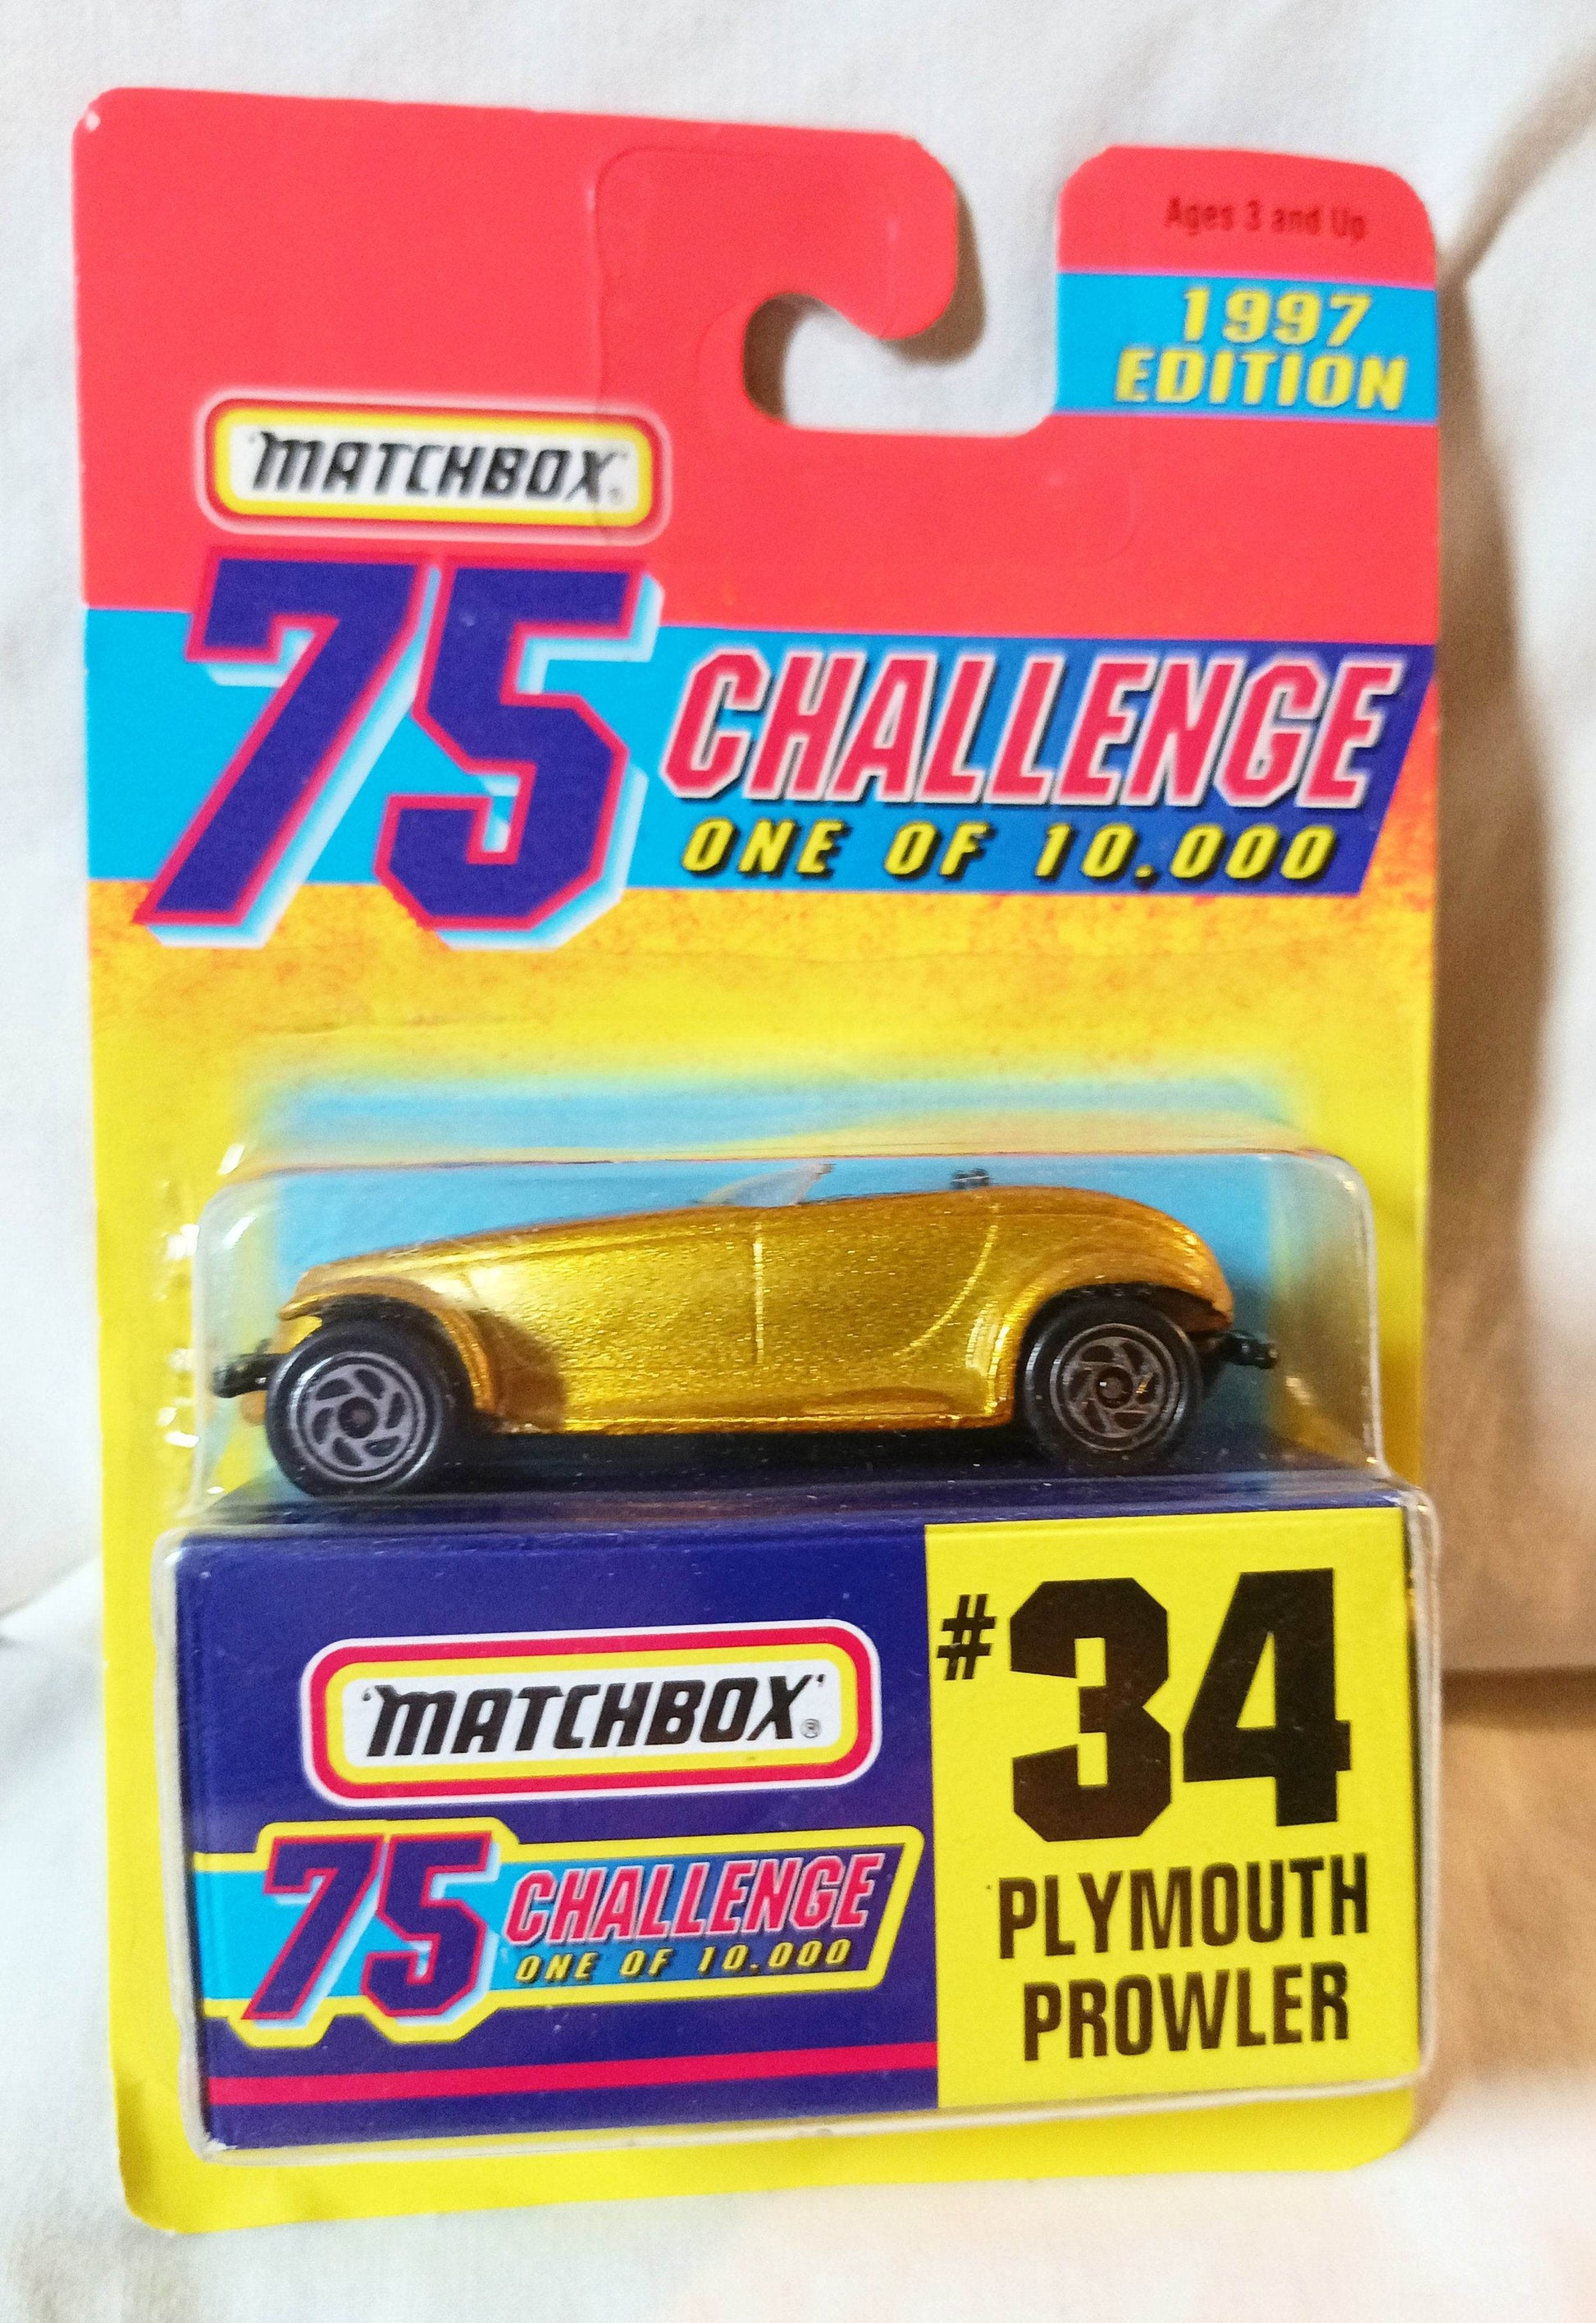 Ages 3 and Up
1997
EDITION
'MATCHBOX'®
75 CHALLENGE
ONE OF 10,000
'MATCHBOX'®
75 CHALLENGE
ONE OF 10,000
#34
PLYMOUTH
PROWLER